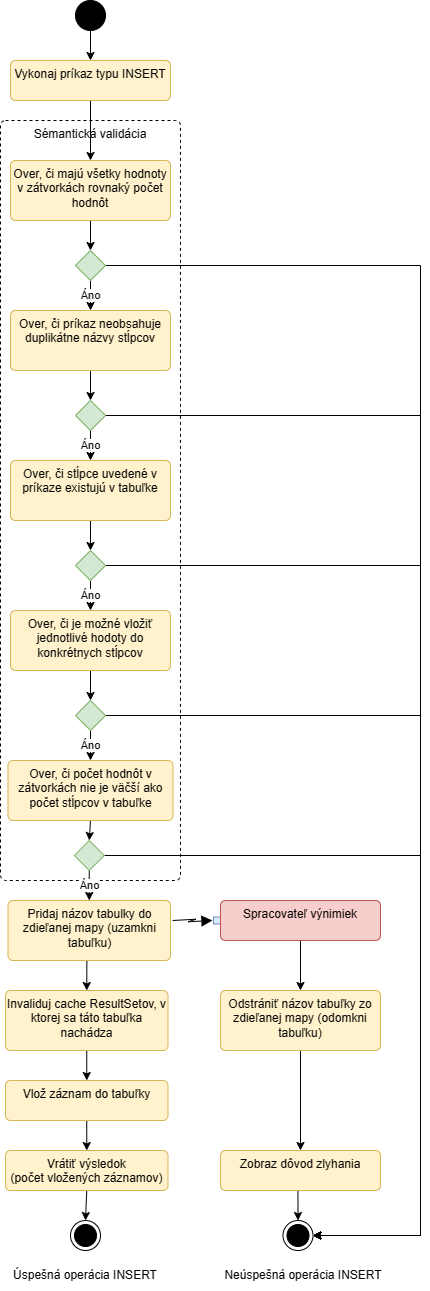 Vykonaj príkaz typu INSERT
Sémantická validácia
Over, či majú všetky hodnoty
v zátvorkách rovnaký počet
hodnôt
Áno
Over, či príkaz neobsahuje
duplikátne názvy stĺpcov
Áno
Over, či stĺpce uvedené v
príkaze existujú v tabuľke
Áno
Over, či je možné vložiť
jednotlivé hodoty do
konkrétnych stĺpcov
Áno
Over, či počet hodnôt v
zátvorkách nie je väčší ako
počet stĺpcov v tabuľke
Áno
Pridaj názov tabulky do
zdieľanej mapy (uzamkni
tabuľku)
Spracovateľ výnimiek
Invaliduj cache ResultSetov, v
ktorej sa táto tabuľka
nachádza
Odstrániť názov tabuľky zo
zdieľanej mapy (odomkni
tabuľku)
Vlož záznam do tabuľky
Vrátiť výsledok
(počet vložených záznamov)
Zobraz dôvod zlyhania
Úspešná operácia INSERT
Neúspešná operácia INSERT